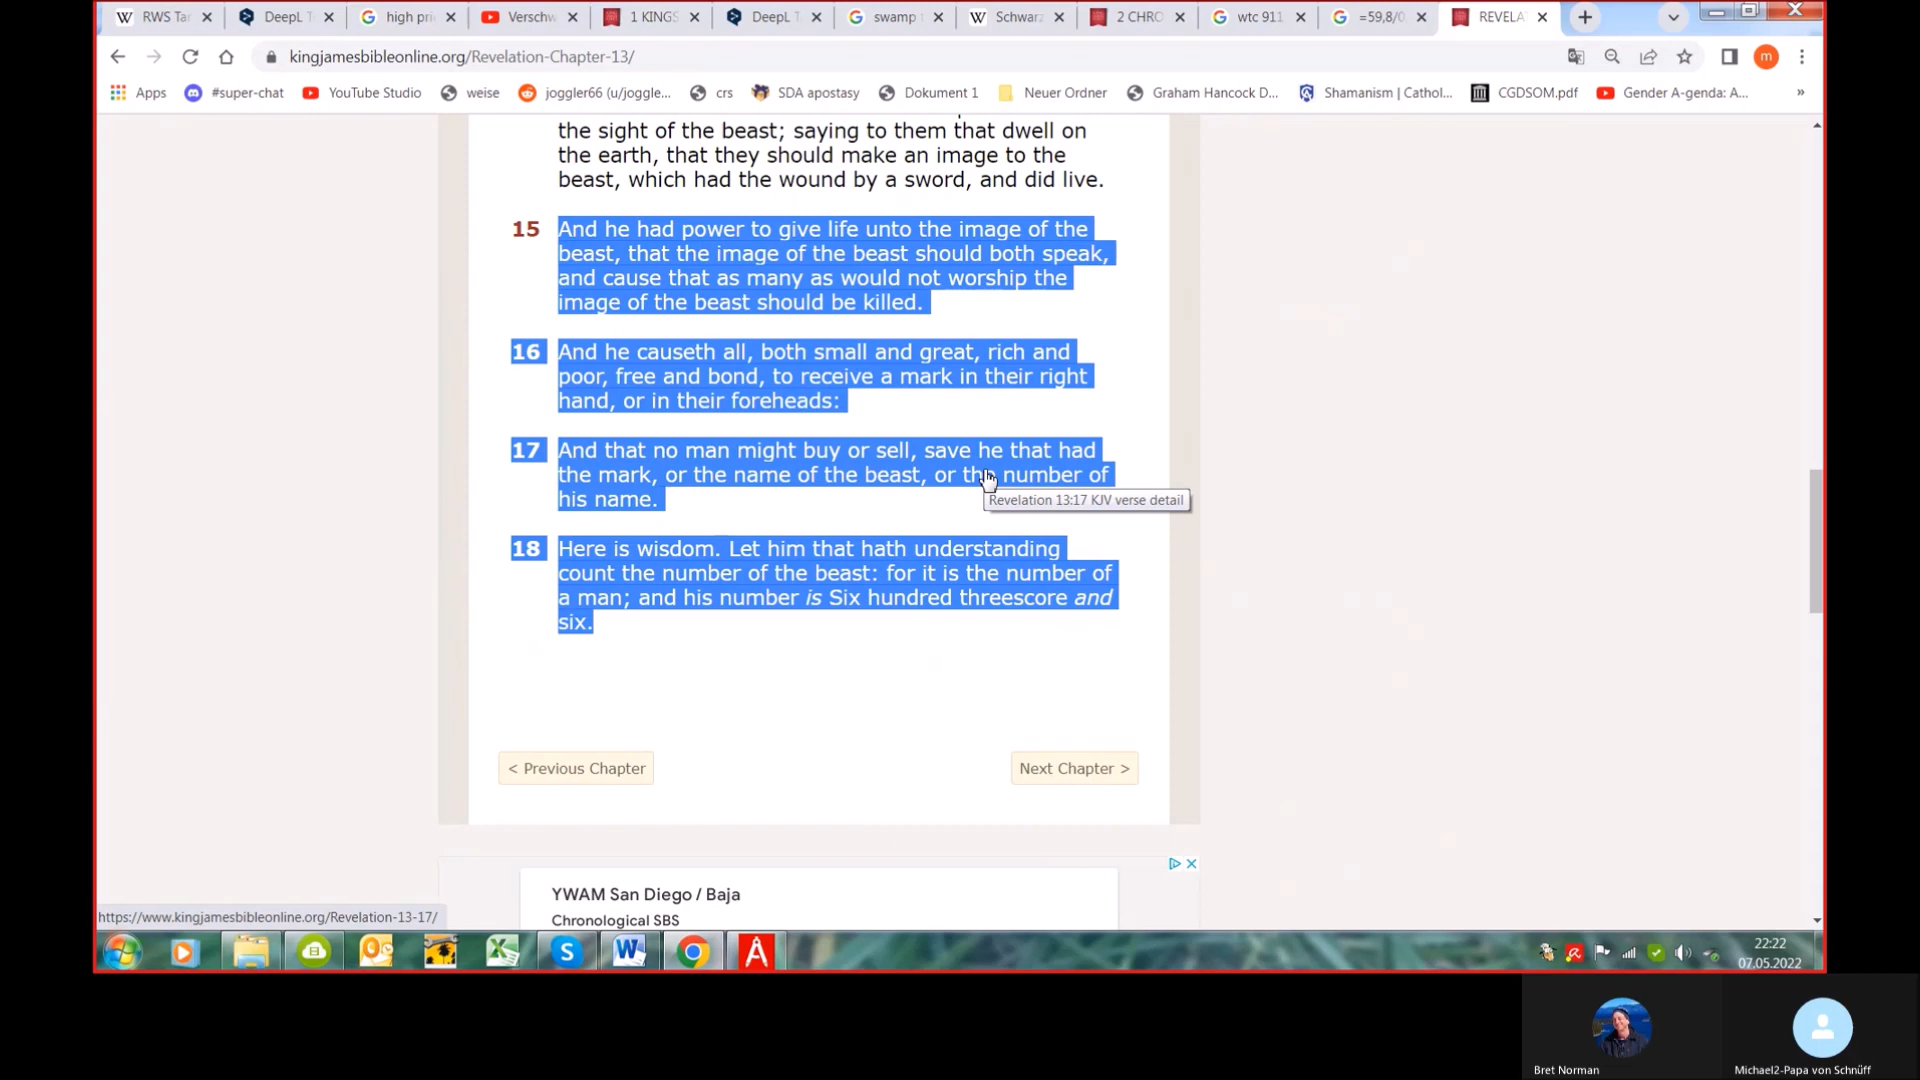 RWS Tar
DeepL T
high pri
Verschw
1 KINGS
DeepL T
swamp t
Schwarz
2 CHRO
wtc 911
=59,8/0
REVELA
kingjamesbibleonline.org/Revelation-Chapter-13/
m
Apps
#super-chat
YouTube Studio
weise
joggler66 (u/joggle...
crs
SDA apostasy
Dokument 1
Neuer Ordner
Graham Hancock D...
Shamanism | Cathol...
CGDSOM.pdf
Gender A-genda: A...
»
the sight of the beast; saying to them that dwell on
the earth, that they should make an image to the
beast, which had the wound by a sword, and did live.
15 And he had power to give life unto the image of the
beast, that the image of the beast should both speak,
and cause that as many as would not worship the
image of the beast should be killed.
16 And he causeth all, both small and great, rich and
poor, free and bond, to receive a mark in their right
hand, or in their foreheads:
17 And that no man might buy or sell, save he that had
the mark, or the name of the beast, or the number of
his name.
Revelation 13:17 KJV verse detail
18 Here is wisdom. Let him that hath understanding
count the number of the beast: for it is the number of
a man; and his number is Six hundred threescore and
six.
< Previous Chapter
Next Chapter >
YWAM San Diego / Baja
Chronological SBS
https://www.kingjamesbibleonline.org/Revelation-13-17/
22:22
07.05.2022
Bret Norman
Michael2-Papa von Schnüff